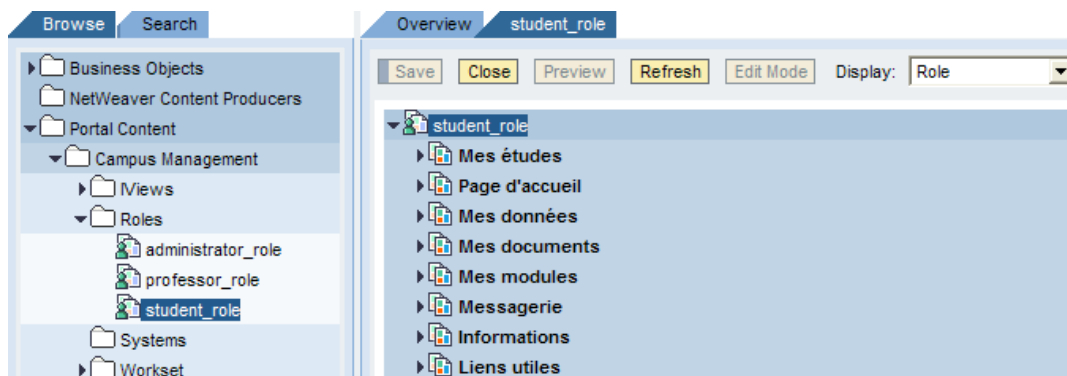 Browse Search
Business Objects
NetWeaver Content Producers
Portal Content
Campus Management
IViews
Roles
administrator_role
professor_role
student_role
Systems
Workset
Overview student_role
Save Close Preview Refresh Edit Mode Display: Role
student_role
Mes études
Page d'accueil
Mes données
Mes documents
Mes modules
Messagerie
Informations
Liens utiles